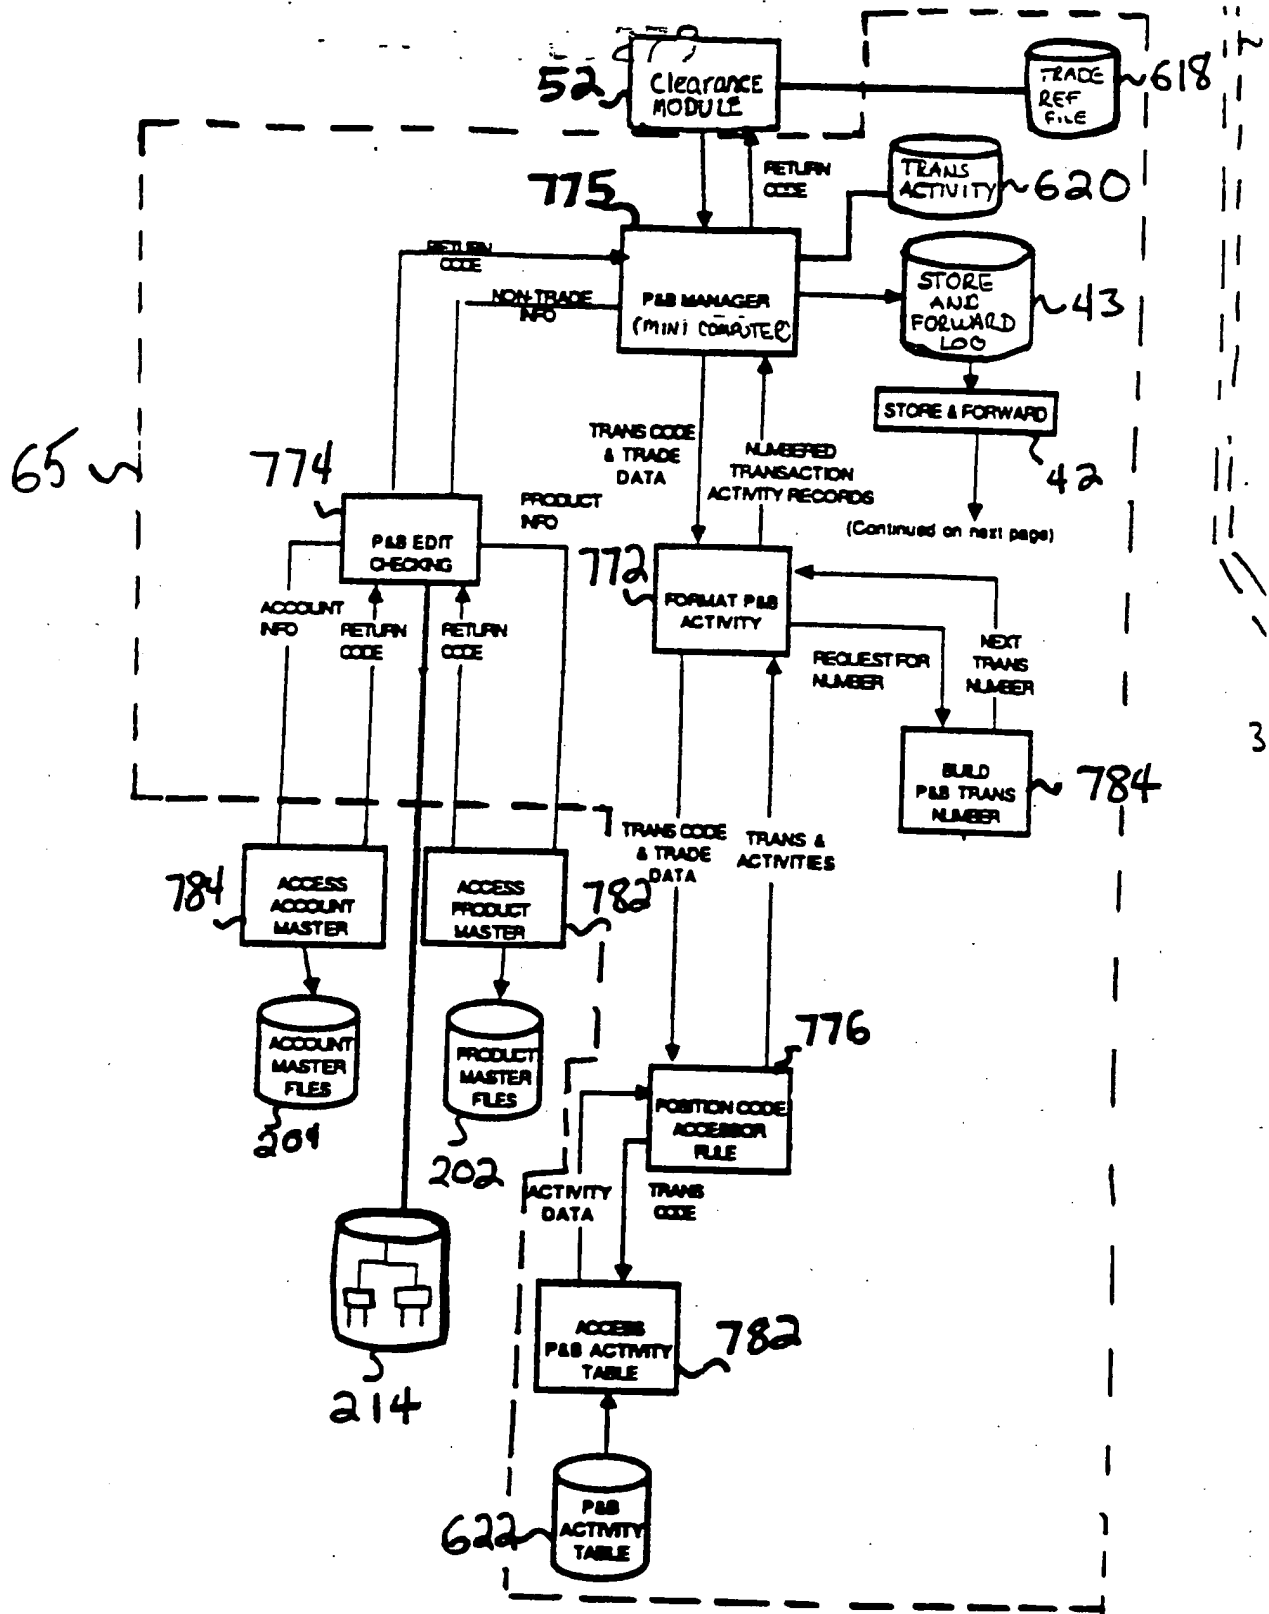 52
Clearance
MODULE
TRADE
REF
FILE
618
RETURN
CODE
TRANS
ACTIVITY
620
775
RETURN
CODE
NON-TRADE
INFO
P&B MANAGER
(MINI COMPUTER)
STORE
AND
FORWARD
LOG
43
STORE & FORWARD
42
(Continued on next page)
65
774
TRANS CODE
& TRADE
DATA
NUMBERED
TRANSACTION
ACTIVITY RECORDS
PRODUCT
INFO
P&B EDIT
CHECKING
772
FORMAT P&B
ACTIVITY
ACCOUNT
INFO
RETURN
CODE
RETURN
CODE
REQUEST FOR
NUMBER
NEXT
TRANS
NUMBER
3
BUILD
P&B TRANS
NUMBER
784
TRANS CODE
& TRADE
DATA
TRANS &
ACTIVITIES
784
ACCESS
ACCOUNT
MASTER
ACCESS
PRODUCT
MASTER
782
ACCOUNT
MASTER
FILES
204
PRODUCT
MASTER
FILES
202
776
POSITION CODE
ACCESSOR
RULE
ACTIVITY
DATA
TRANS
CODE
214
ACCESS
P&B ACTIVITY
TABLE
782
622
P&B
ACTIVITY
TABLE